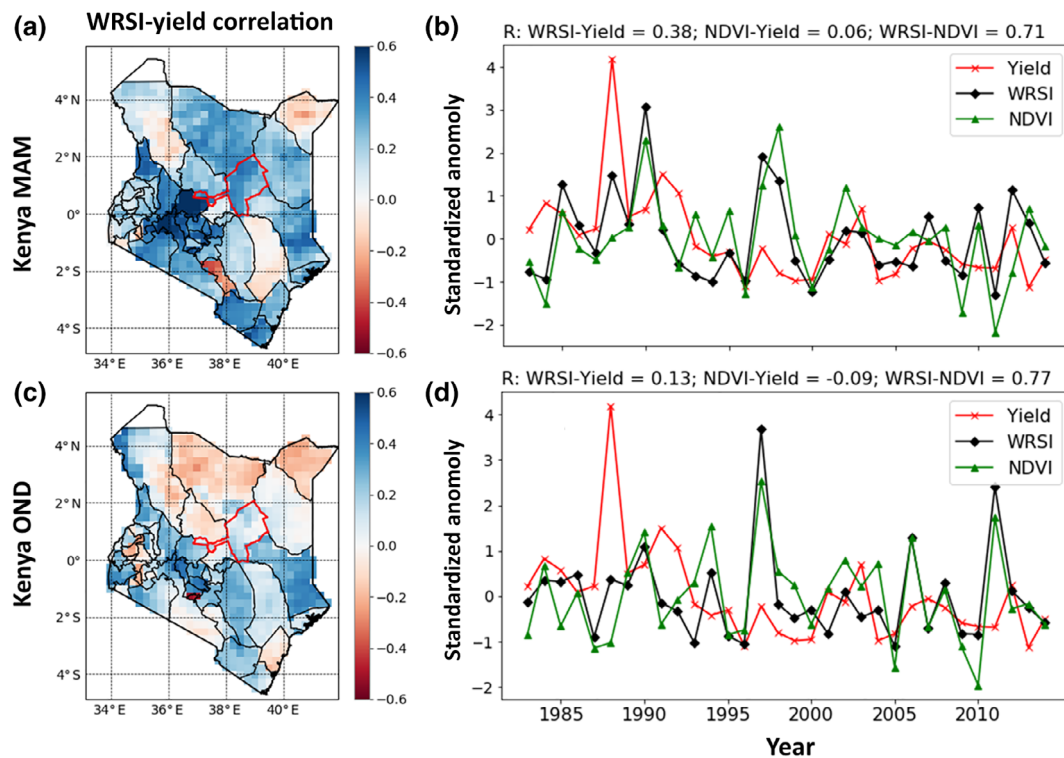 (a)
WRSI-yield correlation
Kenya MAM
4°N
2°N
0°
2°S
4°S
34°E
36°E
38°E
40°E
0.6
0.4
0.2
0.0
−0.2
−0.4
−0.6
(b)
R: WRSI-Yield = 0.38; NDVI-Yield = 0.06; WRSI-NDVI = 0.71
Standardized anomoly
4
3
2
1
0
−1
−2
Yield
WRSI
NDVI
(c)
Kenya OND
4°N
2°N
0°
2°S
4°S
34°E
36°E
38°E
40°E
0.6
0.4
0.2
0.0
−0.2
−0.4
−0.6
(d)
R: WRSI-Yield = 0.13; NDVI-Yield = -0.09; WRSI-NDVI = 0.77
Standardized anomoly
4
3
2
1
0
−1
−2
Yield
WRSI
NDVI
1985
1990
1995
2000
2005
2010
Year